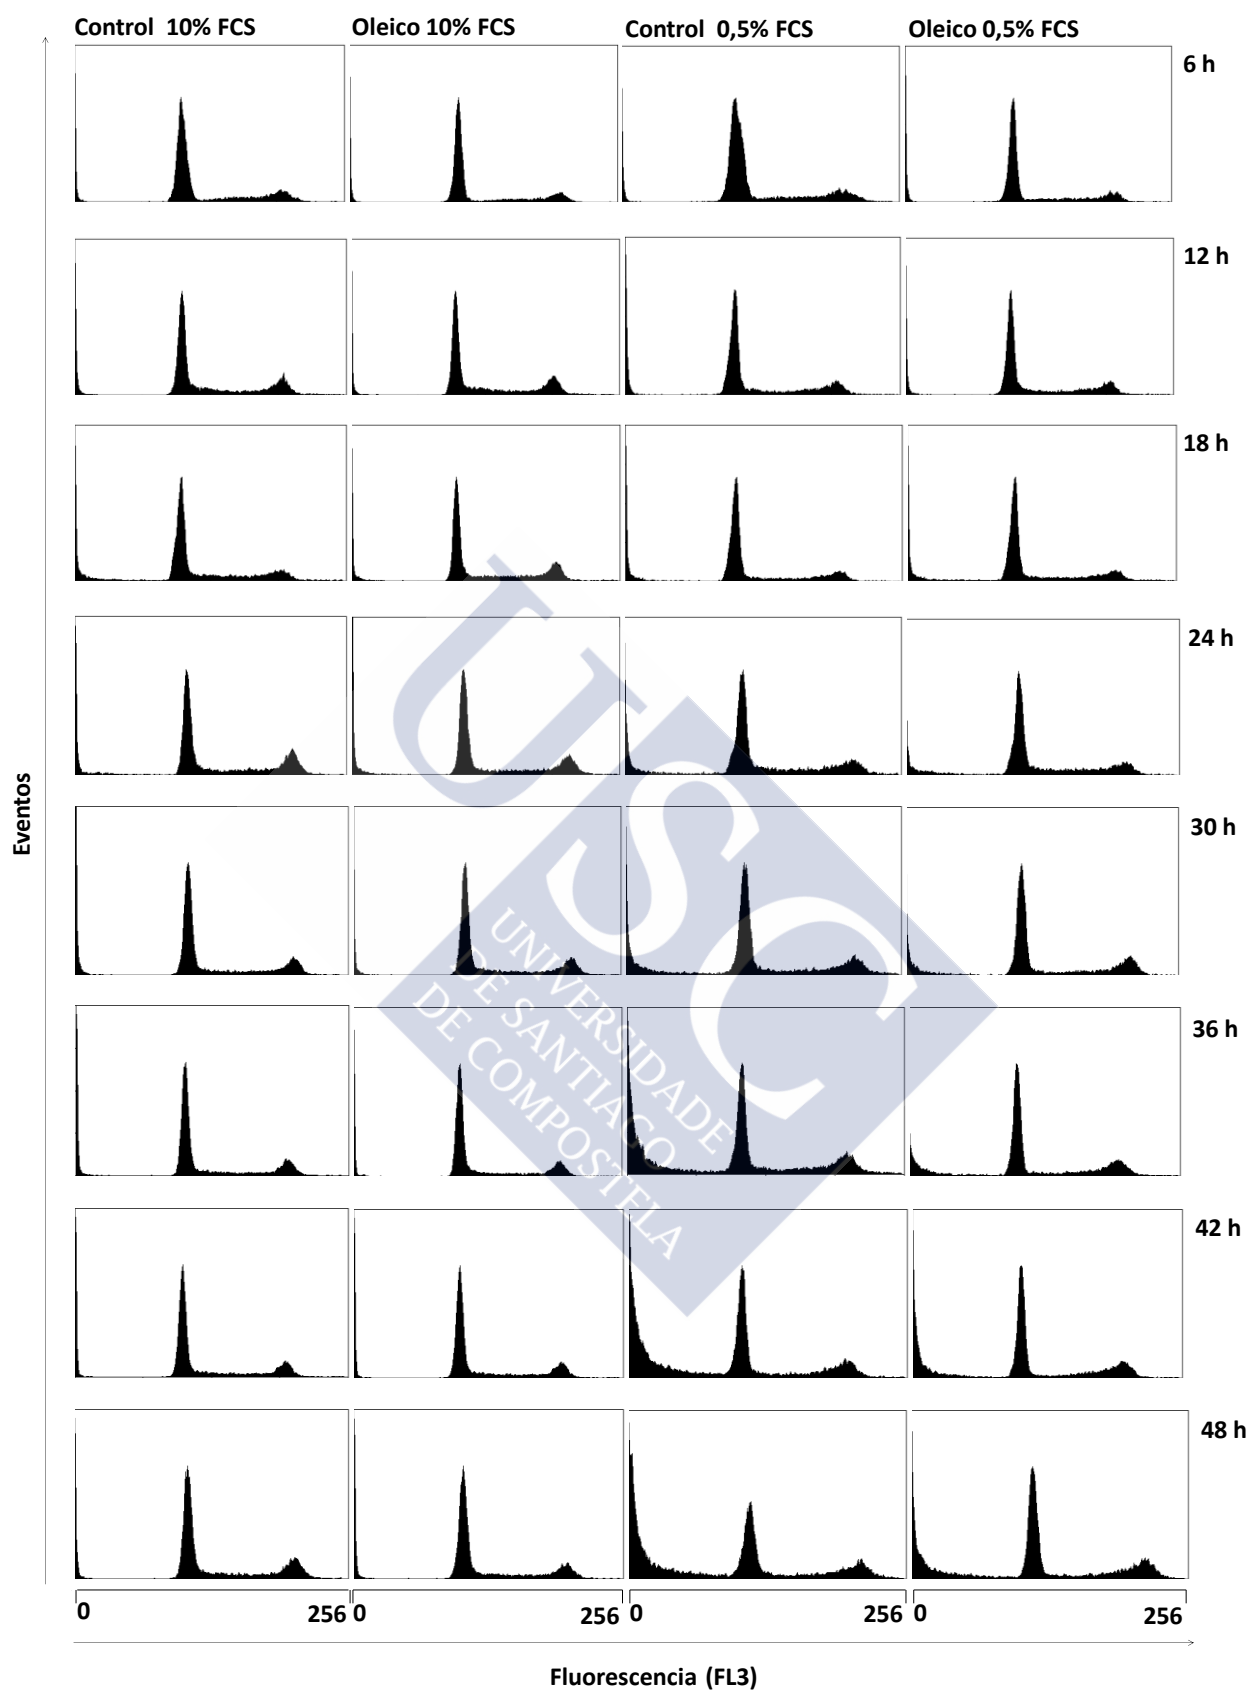 Control 10% FCS
Oleico 10% FCS
Control 0,5% FCS
Oleico 0,5% FCS
6 h
12 h
18 h
24 h
30 h
36 h
42 h
48 h
Eventos
USC
UNIVERSIDADE
DE SANTIAGO
DE COMPOSTELA
0
256
0
256
0
256
0
256
Fluorescencia (FL3)